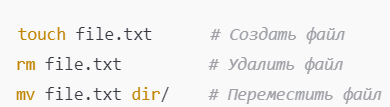 touch file.txt # Создать файл
rm file.txt # Удалить файл
mv file.txt dir/ # Переместить файл